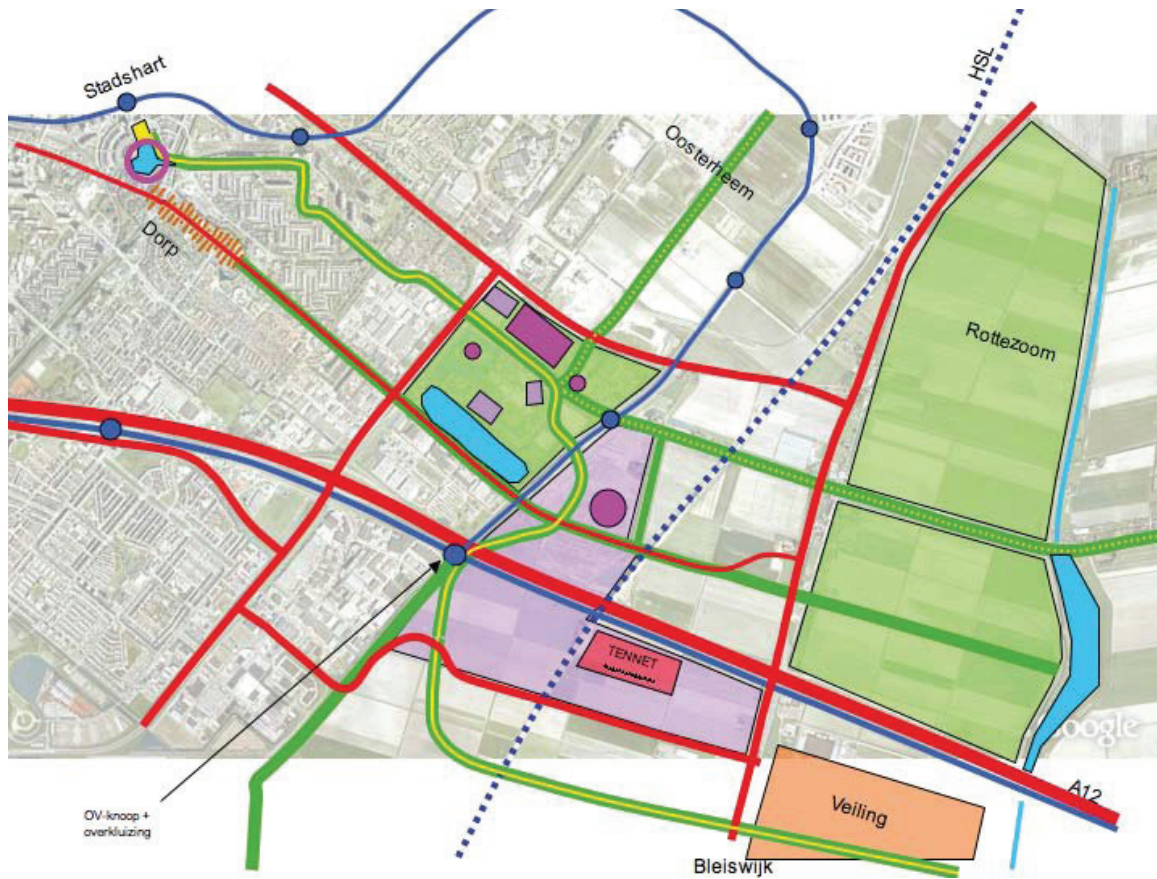 HSL
Stadshart
Oosterheem
Dorp
Rottezoom
TENNET
Google
A12
OV-knoop +
overkluizing
Veiling
Bleiswijk